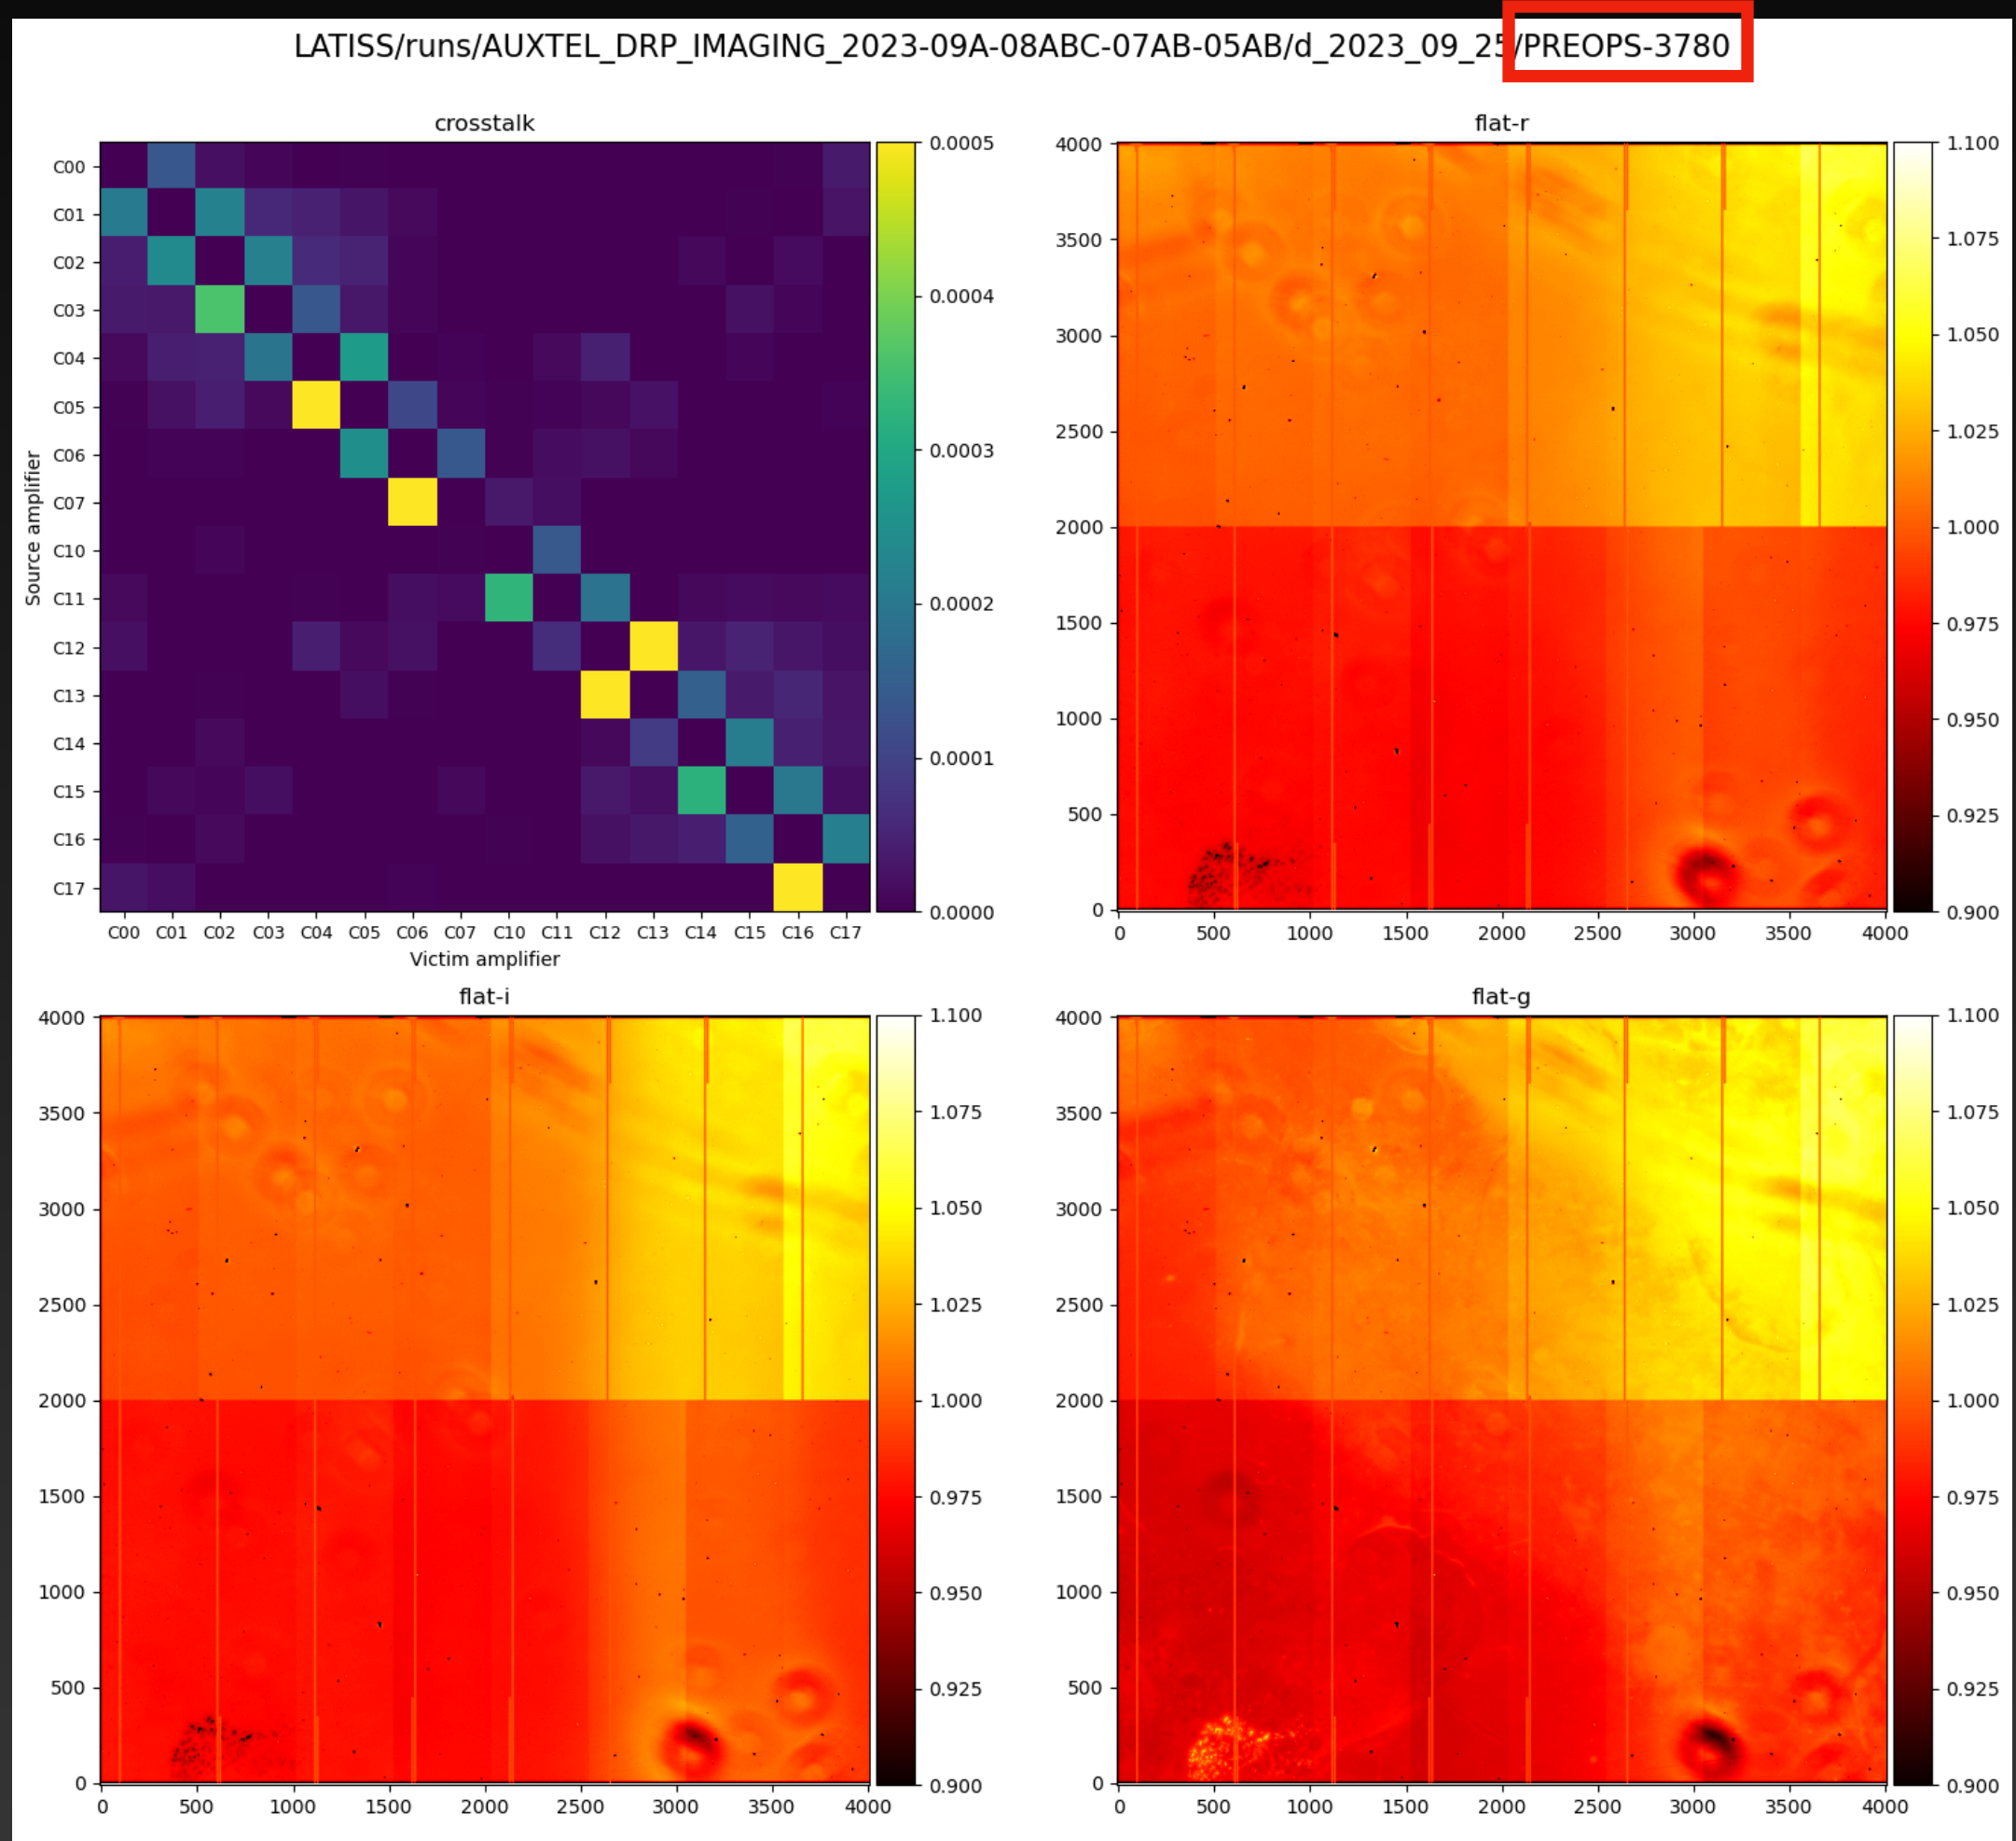 LATISS/runs/AUXTEL_DRP_IMAGING_2023-09A-08ABC-07AB-05AB/d_2023_09_25/PREOPS-3780
crosstalk
Source amplifier
C00
C01
C02
C03
C04
C05
C06
C07
C10
C11
C12
C13
C14
C15
C16
C17
C00 C01 C02 C03 C04 C05 C06 C07 C10 C11 C12 C13 C14 C15 C16 C17
Victim amplifier
0.0005
0.0004
0.0003
0.0002
0.0001
0.0000
flat-r
4000
3500
3000
2500
2000
1500
1000
500
0
0 500 1000 1500 2000 2500 3000 3500 4000
1.100
1.075
1.050
1.025
1.000
0.975
0.950
0.925
0.900
flat-i
4000
3500
3000
2500
2000
1500
1000
500
0
0 500 1000 1500 2000 2500 3000 3500 4000
1.100
1.075
1.050
1.025
1.000
0.975
0.950
0.925
0.900
flat-g
4000
3500
3000
2500
2000
1500
1000
500
0
0 500 1000 1500 2000 2500 3000 3500 4000
1.100
1.075
1.050
1.025
1.000
0.975
0.950
0.925
0.900